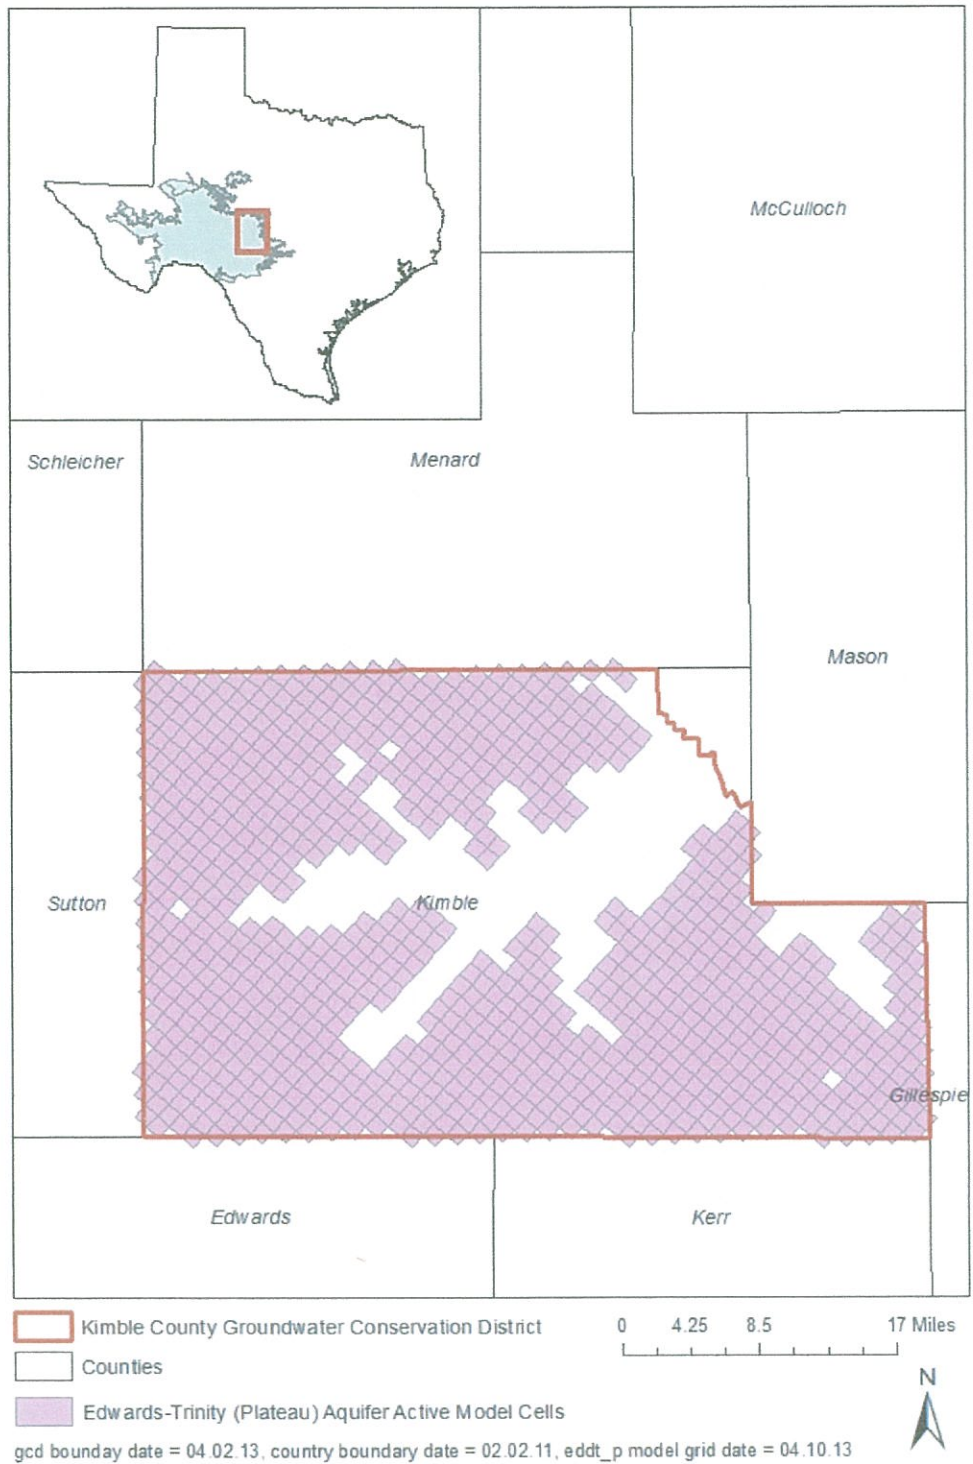 McCulloch
Schleicher
Menard
Mason
Sutton
Kimble
Gillespie
Edwards
Kerr
Kimble County Groundwater Conservation District
0 4.25 8.5 17 Miles
Counties
N
Edwards-Trinity (Plateau) Aquifer Active Model Cells
gcd bounday date = 04.02.13, country boundary date = 02.02.11, eddt_p model grid date = 04.10.13